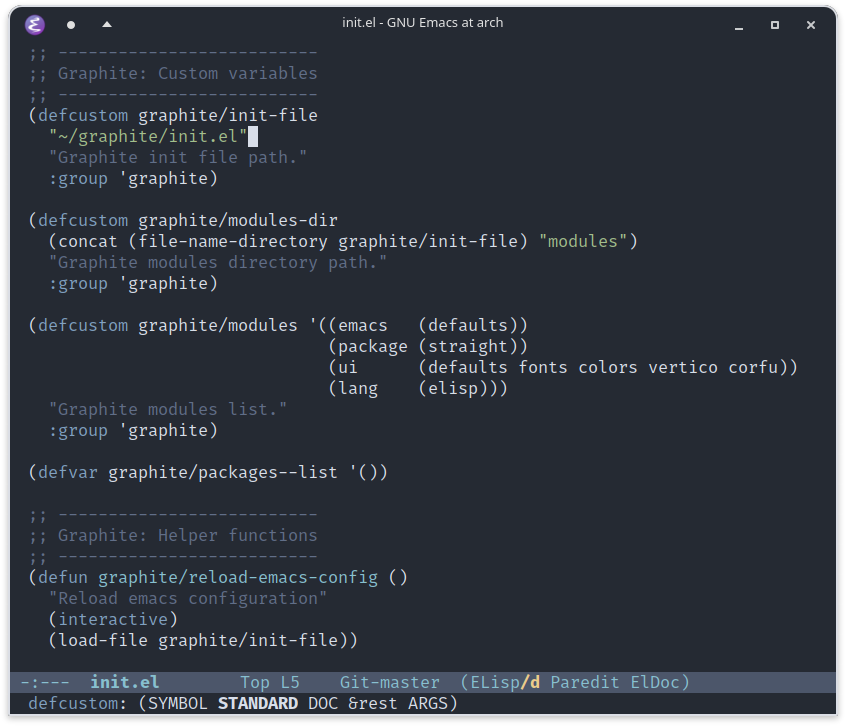 init.el - GNU Emacs at arch
;; --------------------------
;; Graphite: Custom variables
;; --------------------------
(defcustom graphite/init-file
  "~/graphite/init.el"
  "Graphite init file path."
  :group 'graphite)

(defcustom graphite/modules-dir
  (concat (file-name-directory graphite/init-file) "modules")
  "Graphite modules directory path."
  :group 'graphite)

(defcustom graphite/modules '((emacs   (defaults))
                              (package (straight))
                              (ui      (defaults fonts colors vertico corfu))
                              (lang    (elisp)))
  "Graphite modules list."
  :group 'graphite)

(defvar graphite/packages--list '())

;; --------------------------
;; Graphite: Helper functions
;; --------------------------
(defun graphite/reload-emacs-config ()
  "Reload emacs configuration"
  (interactive)
  (load-file graphite/init-file))
-:---  init.el        Top L5    Git-master  (ELisp/d Paredit ElDoc)
defcustom: (SYMBOL STANDARD DOC &rest ARGS)